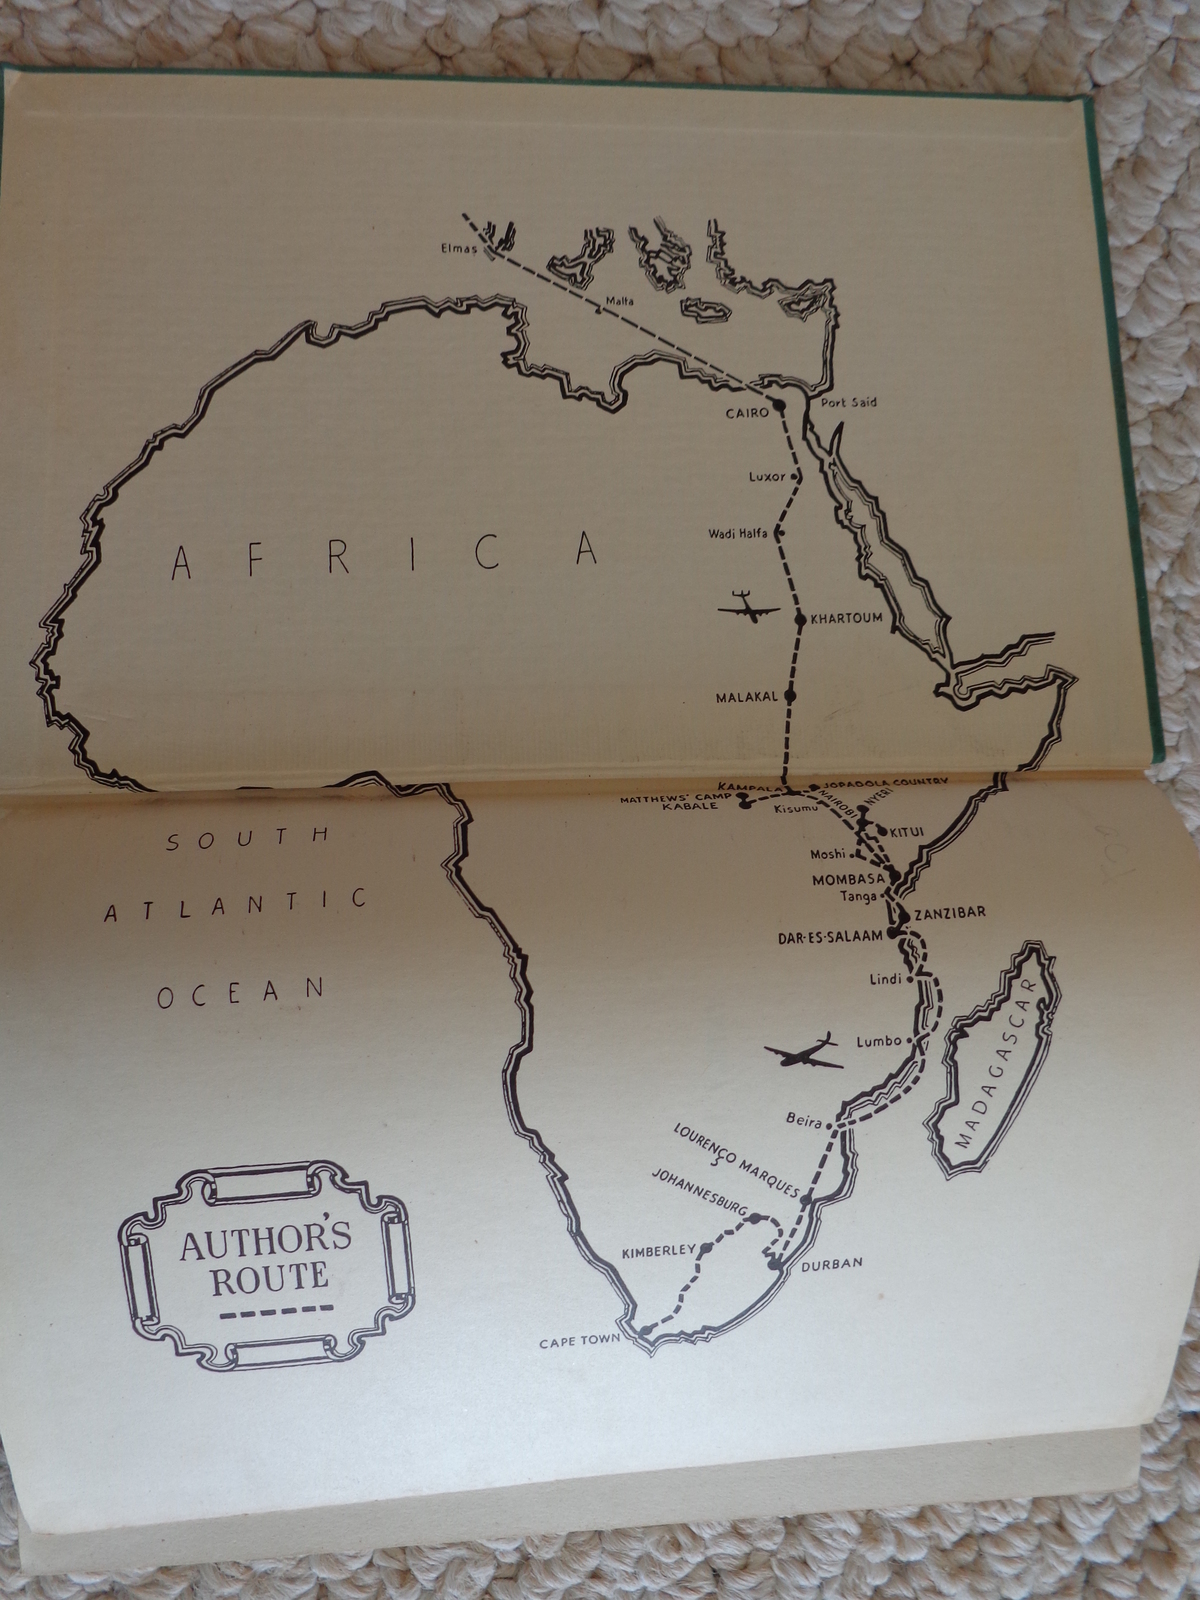 Elmas
Malta
CAIRO
Port Said
Luxor
Wadi Halfa
AFRICA
KHARTOUM
MALAKAL
KAMPALA
JOPADOLA COUNTRY
MATTHEWS' CAMP
KABALE
Kisumu
NAIROBI
NYERI
KITUI
SOUTH
ATLANTIC
OCEAN
Moshi
MOMBASA
Tanga
ZANZIBAR
DAR·ES·SALAAM
Lindi
Lumbo
MADAGASCAR
Beira
LOURENÇO MARQUES
JOHANNESBURG
KIMBERLEY
DURBAN
CAPE TOWN
AUTHOR'S
ROUTE